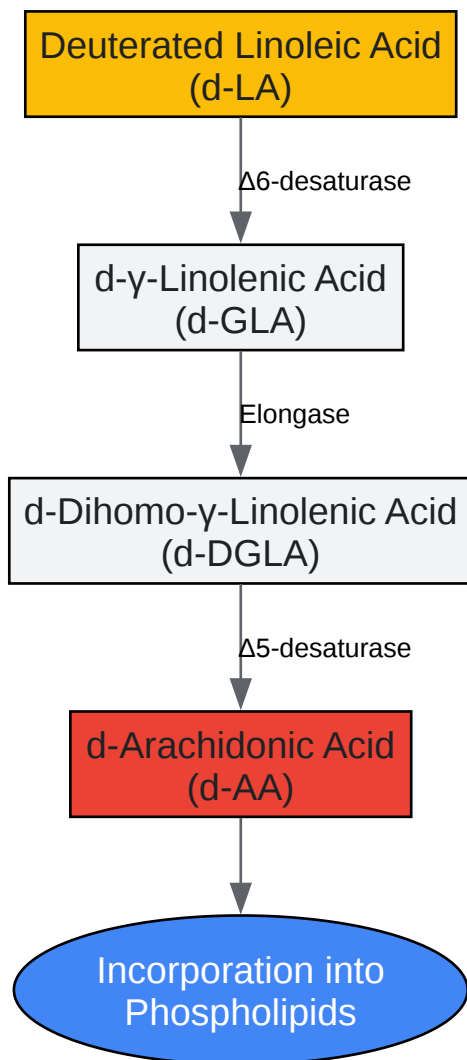 Deuterated Linoleic Acid
(d-LA)
Δ6-desaturase
d-γ-Linolenic Acid
(d-GLA)
Elongase
d-Dihomo-γ-Linolenic Acid
(d-DGLA)
Δ5-desaturase
d-Arachidonic Acid
(d-AA)
Incorporation into
Phospholipids